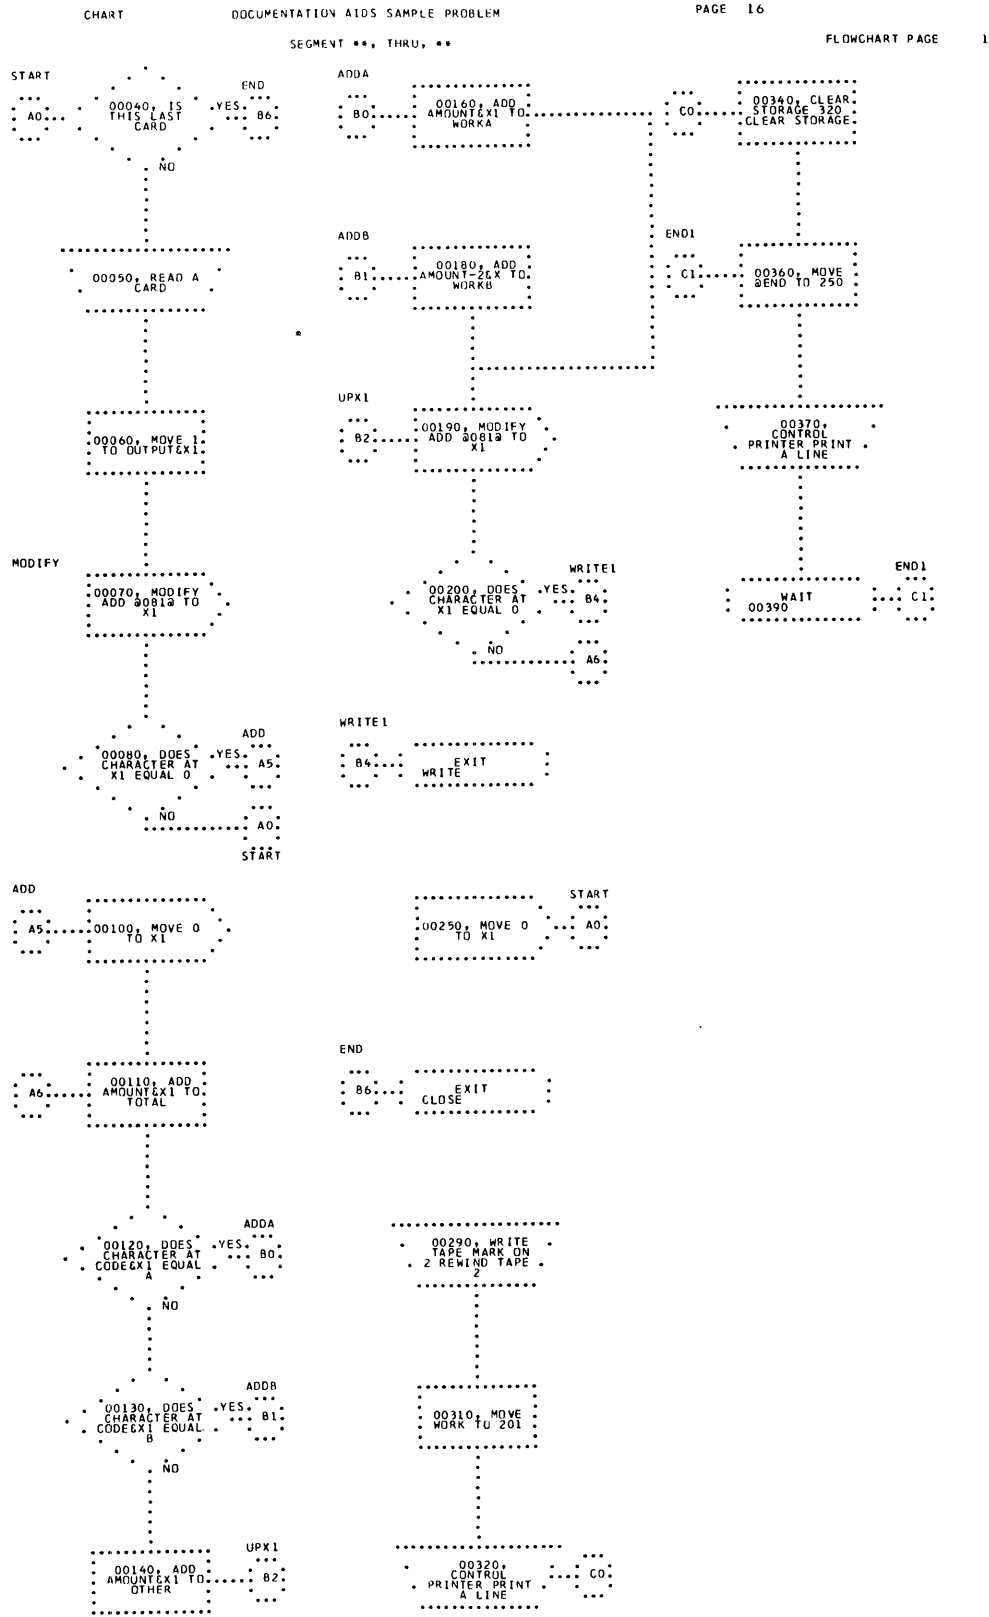 CHART DOCUMENTATION AIDS SAMPLE PROBLEM PAGE 16
SEGMENT **, THRU, **
FLOWCHART PAGE 1
START
A0
00040, IS
THIS LAST
CARD
YES
END
B6
NO
00050, READ A
CARD
00060, MOVE 1
TO OUTPUT&X1
MODIFY
00070, MODIFY
ADD @081@ TO
X1
00080, DOES
CHARACTER AT
X1 EQUAL 0
YES
ADD
A5
NO
A0
START
ADD
A5
00100, MOVE 0
TO X1
A6
00110, ADD
AMOUNT&X1 TO
TOTAL
00120, DOES
CHARACTER AT
CODE&X1 EQUAL
A
YES
ADDA
B0
NO
00130, DOES
CHARACTER AT
CODE&X1 EQUAL
B
YES
ADDB
B1
NO
00140, ADD
AMOUNT&X1 TO
OTHER
UPX1
B2
ADDA
B0
00160, ADD
AMOUNT&X1 TO
WORKA
ADDB
B1
00180, ADD
AMOUNT-2&X TO
WORKB
UPX1
B2
00190, MODIFY
ADD @081@ TO
X1
00200, DOES
CHARACTER AT
X1 EQUAL 0
YES
WRITE1
B4
NO
A6
WRITE1
B4
EXIT
WRITE
00250, MOVE 0
TO X1
START
A0
END
B6
EXIT
CLOSE
00290, WRITE
TAPE MARK ON
2 REWIND TAPE
2
00310, MOVE
WORK TO 201
00320,
CONTROL
PRINTER PRINT
A LINE
C0
C0
00340, CLEAR
STORAGE 320
CLEAR STORAGE
END1
C1
00360, MOVE
@END TO 250
00370,
CONTROL
PRINTER PRINT
A LINE
WAIT
00390
END1
C1